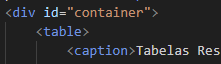 <div id="container">
<table>
<caption>Tabelas Res